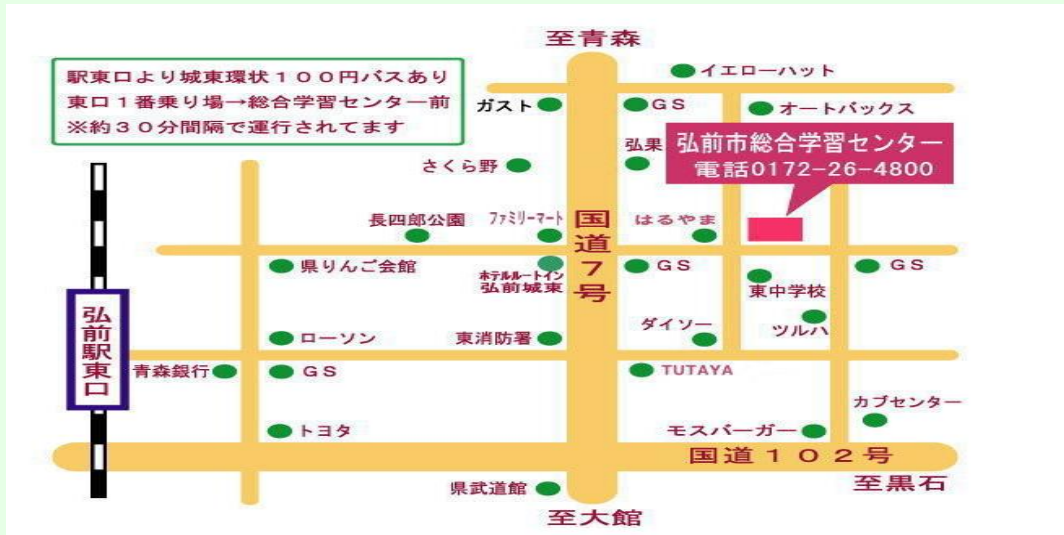 至青森
駅東口より城東環状１００円バスあり
東口１番乗り場→総合学習センター前
※約３０分間隔で運行されてます
イエローハット
ガスト
ＧＳ
オートバックス
弘果
弘前市総合学習センター
電話0172-26-4800
さくら野
長四郎公園
ファミリーマート
国道７号
はるやま
県りんご会館
ホテルルートイン
弘前城東
ＧＳ
ＧＳ
東中学校
弘前駅東口
ローソン
東消防署
ダイソー
ツルハ
青森銀行
ＧＳ
TUTAYA
カブセンター
トヨタ
モスバーガー
国道１０２号
至黒石
県武道館
至大館